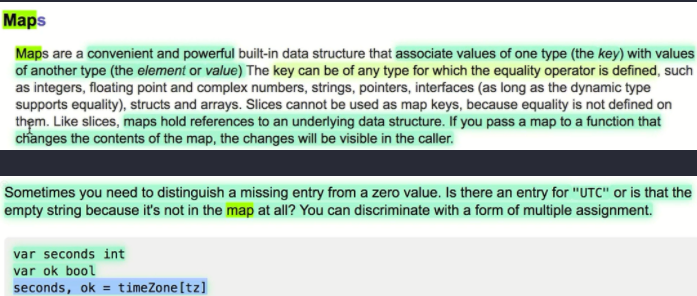 Maps
Maps are a convenient and powerful built-in data structure that associate values of one type (the key) with values
of another type (the element or value) The key can be of any type for which the equality operator is defined, such
as integers, floating point and complex numbers, strings, pointers, interfaces (as long as the dynamic type
supports equality), structs and arrays. Slices cannot be used as map keys, because equality is not defined on
them. Like slices, maps hold references to an underlying data structure. If you pass a map to a function that
changes the contents of the map, the changes will be visible in the caller.
Sometimes you need to distinguish a missing entry from a zero value. Is there an entry for "UTC" or is that the
empty string because it's not in the map at all? You can discriminate with a form of multiple assignment.
var seconds int
var ok bool
seconds, ok = timeZone[tz]